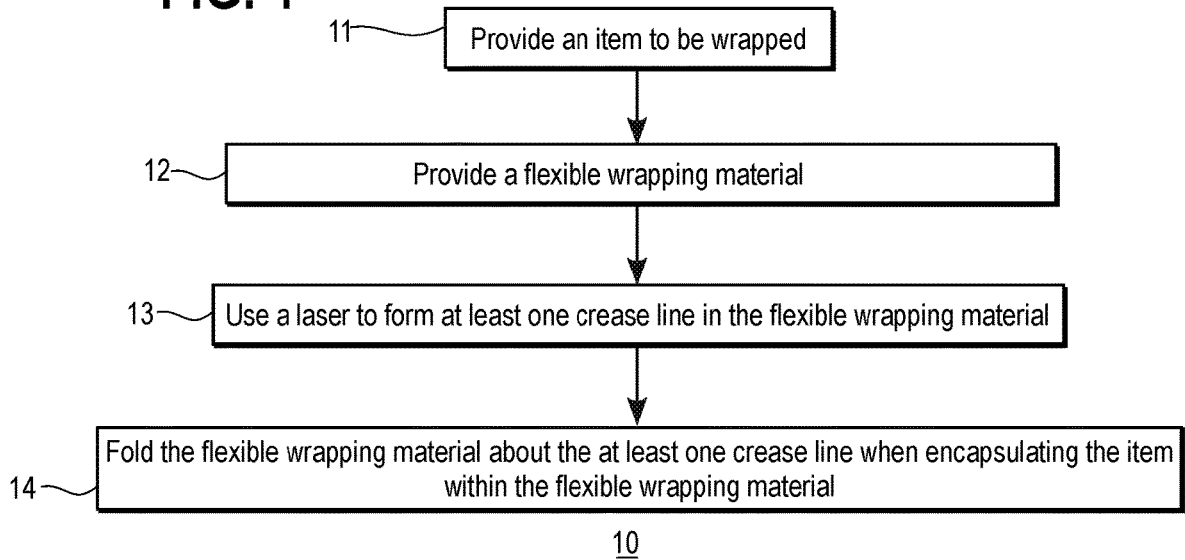 FIG. 1
11
Provide an item to be wrapped
12
Provide a flexible wrapping material
13
Use a laser to form at least one crease line in the flexible wrapping material
Fold the flexible wrapping material about the at least one crease line when encapsulating the item
14
within the flexible wrapping material
10